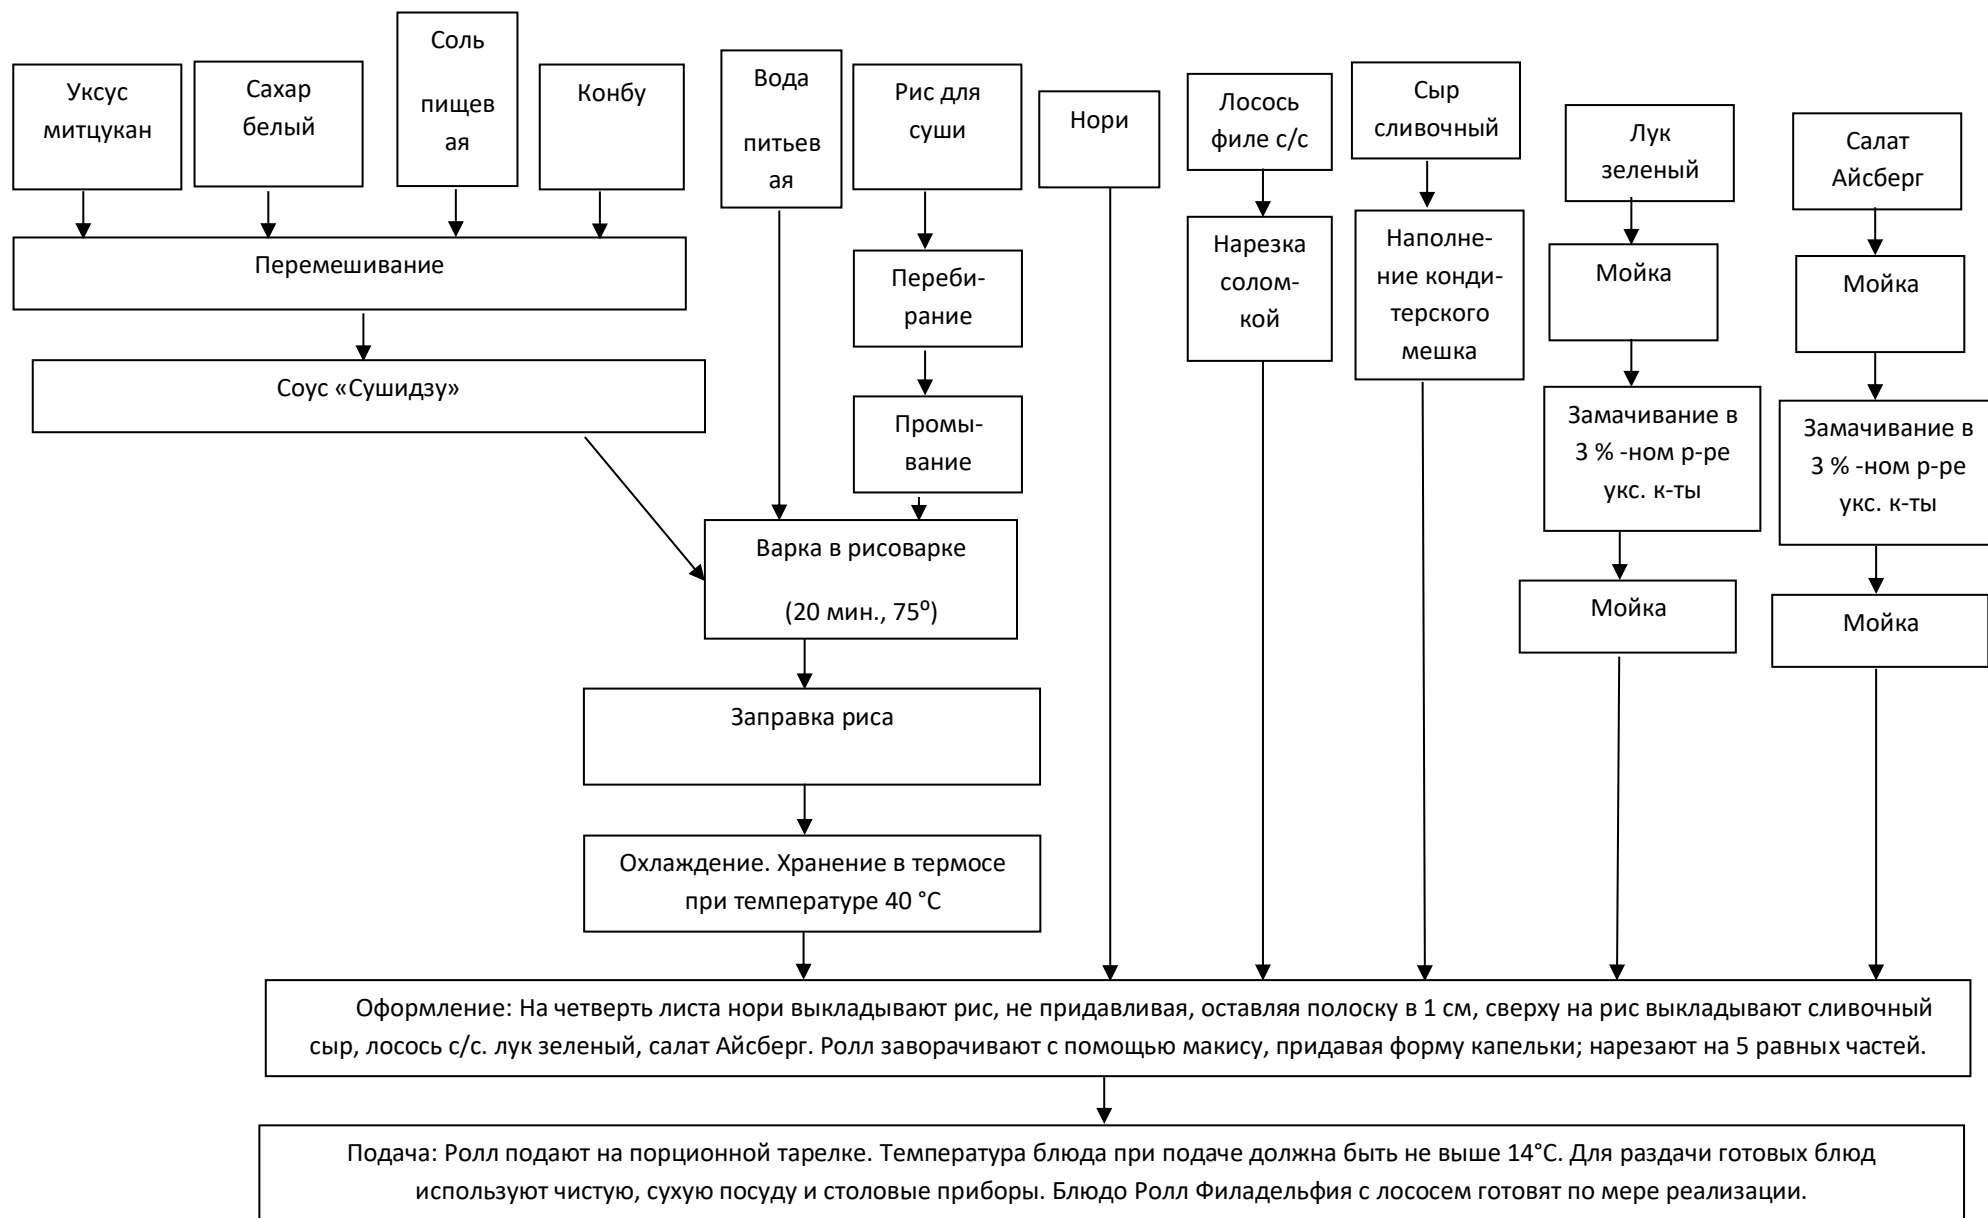 Уксус
митцукан
Сахар
белый
Соль
пищев
ая
Конбу
Вода
питьев
ая
Рис для
суши
Нори
Лосось
филе с/с
Сыр
сливочный
Лук
зеленый
Салат
Айсберг
Перемешивание
Переби-
рание
Нарезка
солом-
кой
Наполне-
ние конди-
терского
мешка
Мойка
Мойка
Соус «Сушидзу»
Промы-
вание
Замачивание в
3 % -ном р-ре
укс. к-ты
Замачивание в
3 % -ном р-ре
укс. к-ты
Варка в рисоварке
(20 мин., 75⁰)
Мойка
Мойка
Заправка риса
Охлаждение. Хранение в термосе
при температуре 40 °С
Оформление: На четверть листа нори выкладывают рис, не придавливая, оставляя полоску в 1 см, сверху на рис выкладывают сливочный
сыр, лосось с/с. лук зеленый, салат Айсберг. Ролл заворачивают с помощью макису, придавая форму капельки; нарезают на 5 равных частей.
Подача: Ролл подают на порционной тарелке. Температура блюда при подаче должна быть не выше 14°С. Для раздачи готовых блюд
используют чистую, сухую посуду и столовые приборы. Блюдо Ролл Филадельфия с лососем готовят по мере реализации.